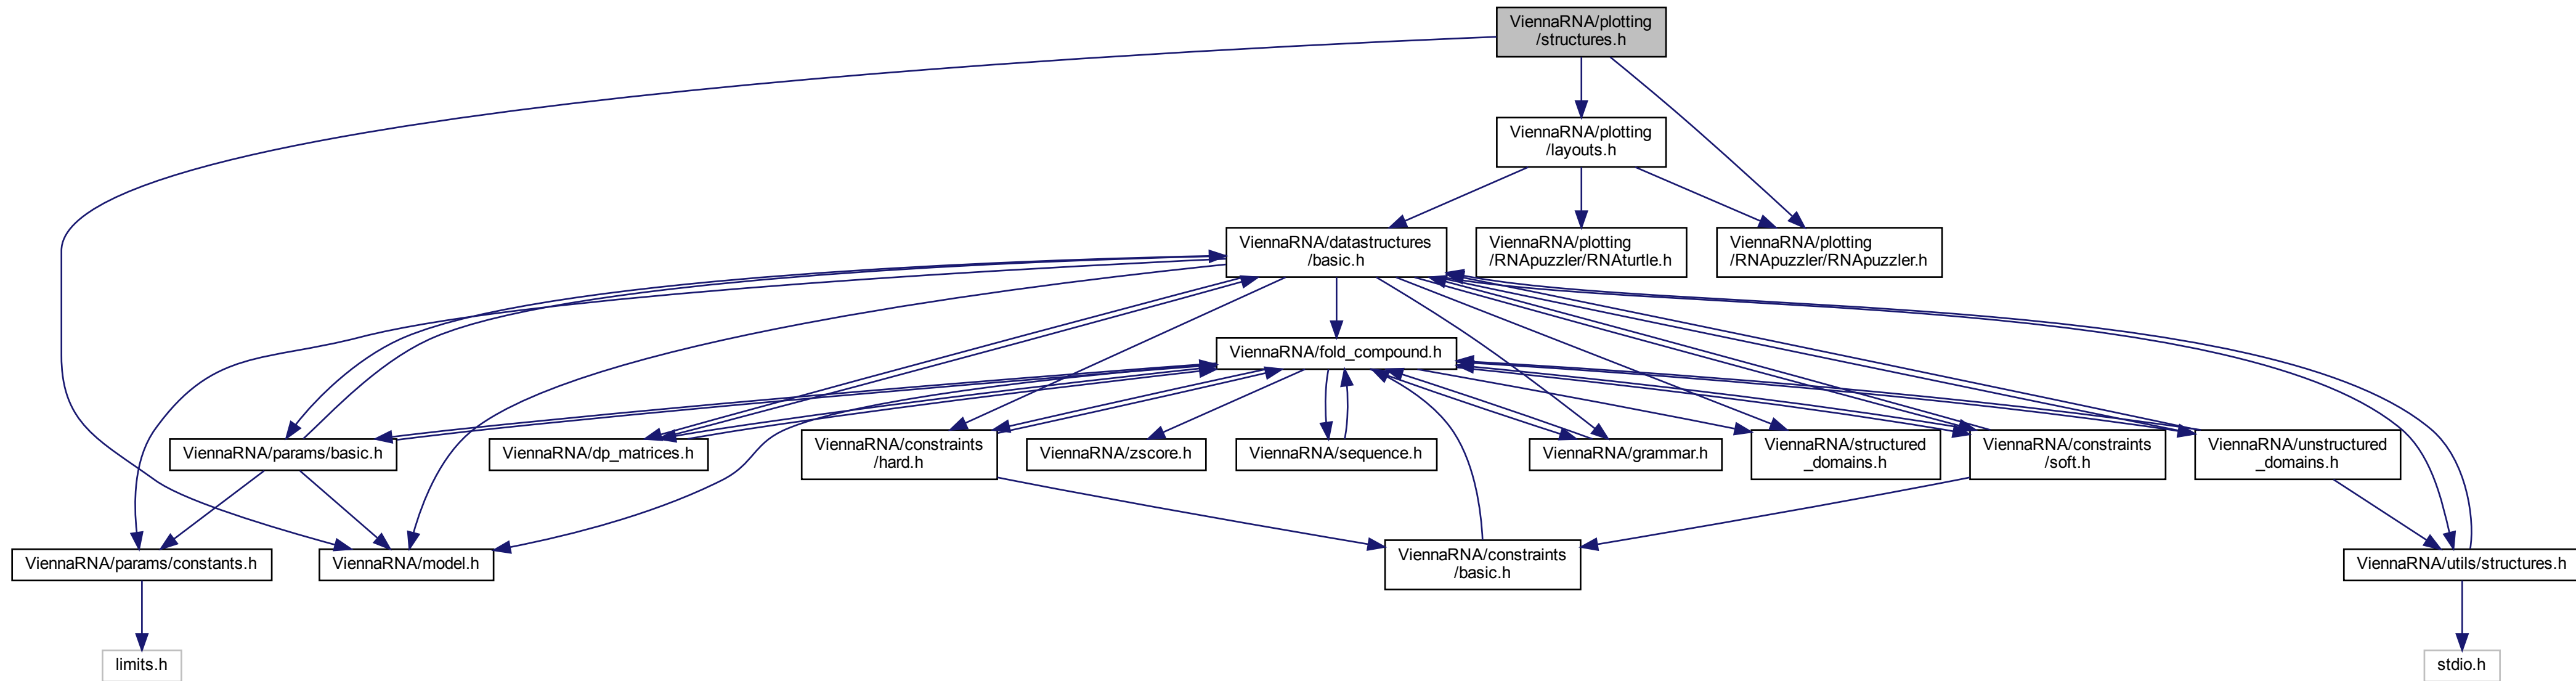 ViennaRNA/plotting
/structures.h
ViennaRNA/plotting
/layouts.h
ViennaRNA/datastructures
/basic.h
ViennaRNA/plotting
/RNApuzzler/RNAturtle.h
ViennaRNA/plotting
/RNApuzzler/RNApuzzler.h
ViennaRNA/fold_compound.h
ViennaRNA/params/basic.h
ViennaRNA/dp_matrices.h
ViennaRNA/constraints
/hard.h
ViennaRNA/zscore.h
ViennaRNA/sequence.h
ViennaRNA/grammar.h
ViennaRNA/structured
_domains.h
ViennaRNA/constraints
/soft.h
ViennaRNA/unstructured
_domains.h
ViennaRNA/params/constants.h
ViennaRNA/model.h
ViennaRNA/constraints
/basic.h
ViennaRNA/utils/structures.h
limits.h
stdio.h